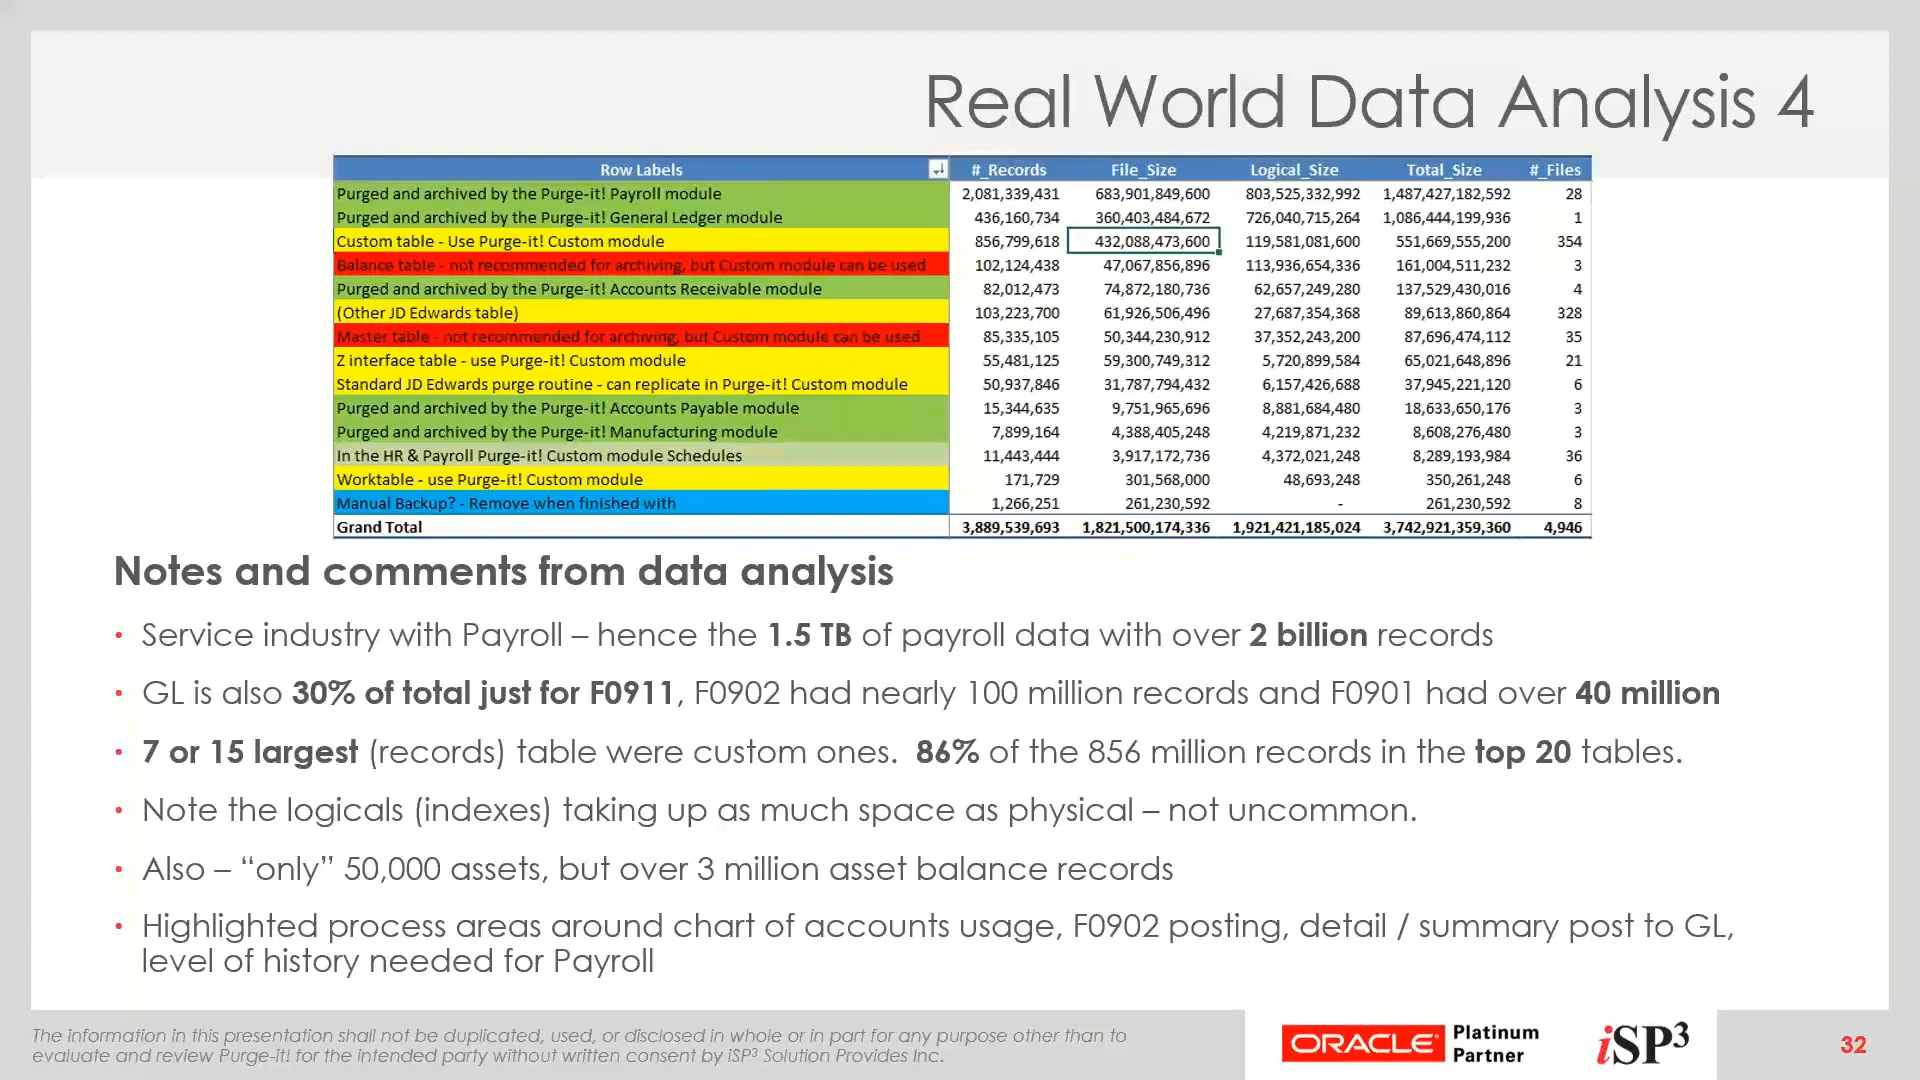 Real World Data Analysis 4
Row Labels #_Records File_Size Logical_Size Total_Size #_Files
Purged and archived by the Purge-it! Payroll module 2,081,339,431 683,901,849,600 803,525,332,992 1,487,427,182,592 28
Purged and archived by the Purge-it! General Ledger module 436,160,734 360,403,484,672 726,040,715,264 1,086,444,199,936 1
Custom table - Use Purge-it! Custom module 856,799,618 432,088,473,600 119,581,081,600 551,669,555,200 354
Balance table - not recommended for archiving, but Custom module can be used 102,124,438 47,067,856,896 113,936,654,336 161,004,511,232 3
Purged and archived by the Purge-it! Accounts Receivable module 82,012,473 74,872,180,736 62,657,249,280 137,529,430,016 4
(Other JD Edwards table) 103,223,700 61,926,506,496 27,687,354,368 89,613,860,864 328
Master table - not recommended for archiving, but Custom module can be used 85,335,105 50,344,230,912 37,352,243,200 87,696,474,112 35
Z interface table - use Purge-it! Custom module 55,481,125 59,300,749,312 5,720,899,584 65,021,648,896 21
Standard JD Edwards purge routine - can replicate in Purge-it! Custom module 50,937,846 31,787,794,432 6,157,426,688 37,945,221,120 6
Purged and archived by the Purge-it! Accounts Payable module 15,344,635 9,751,965,696 8,881,684,480 18,633,650,176 3
Purged and archived by the Purge-it! Manufacturing module 7,899,164 4,388,405,248 4,219,871,232 8,608,276,480 3
In the HR & Payroll Purge-it! Custom module Schedules 11,443,444 3,917,172,736 4,372,021,248 8,289,193,984 36
Worktable - use Purge-it! Custom module 171,729 301,568,000 48,693,248 350,261,248 6
Manual Backup? - Remove when finished with 1,266,251 261,230,592 - 261,230,592 8
Grand Total 3,889,539,693 1,821,500,174,336 1,921,421,185,024 3,742,921,359,360 4,946
Notes and comments from data analysis
• Service industry with Payroll – hence the 1.5 TB of payroll data with over 2 billion records
• GL is also 30% of total just for F0911, F0902 had nearly 100 million records and F0901 had over 40 million
• 7 or 15 largest (records) table were custom ones. 86% of the 856 million records in the top 20 tables.
• Note the logicals (indexes) taking up as much space as physical – not uncommon.
• Also – “only” 50,000 assets, but over 3 million asset balance records
• Highlighted process areas around chart of accounts usage, F0902 posting, detail / summary post to GL,
level of history needed for Payroll
The information in this presentation shall not be duplicated, used, or disclosed in whole or in part for any purpose other than to
evaluate and review Purge-it! for the intended party without written consent by iSP³ Solution Provides Inc.
ORACLE Platinum
Partner
iSP³
32